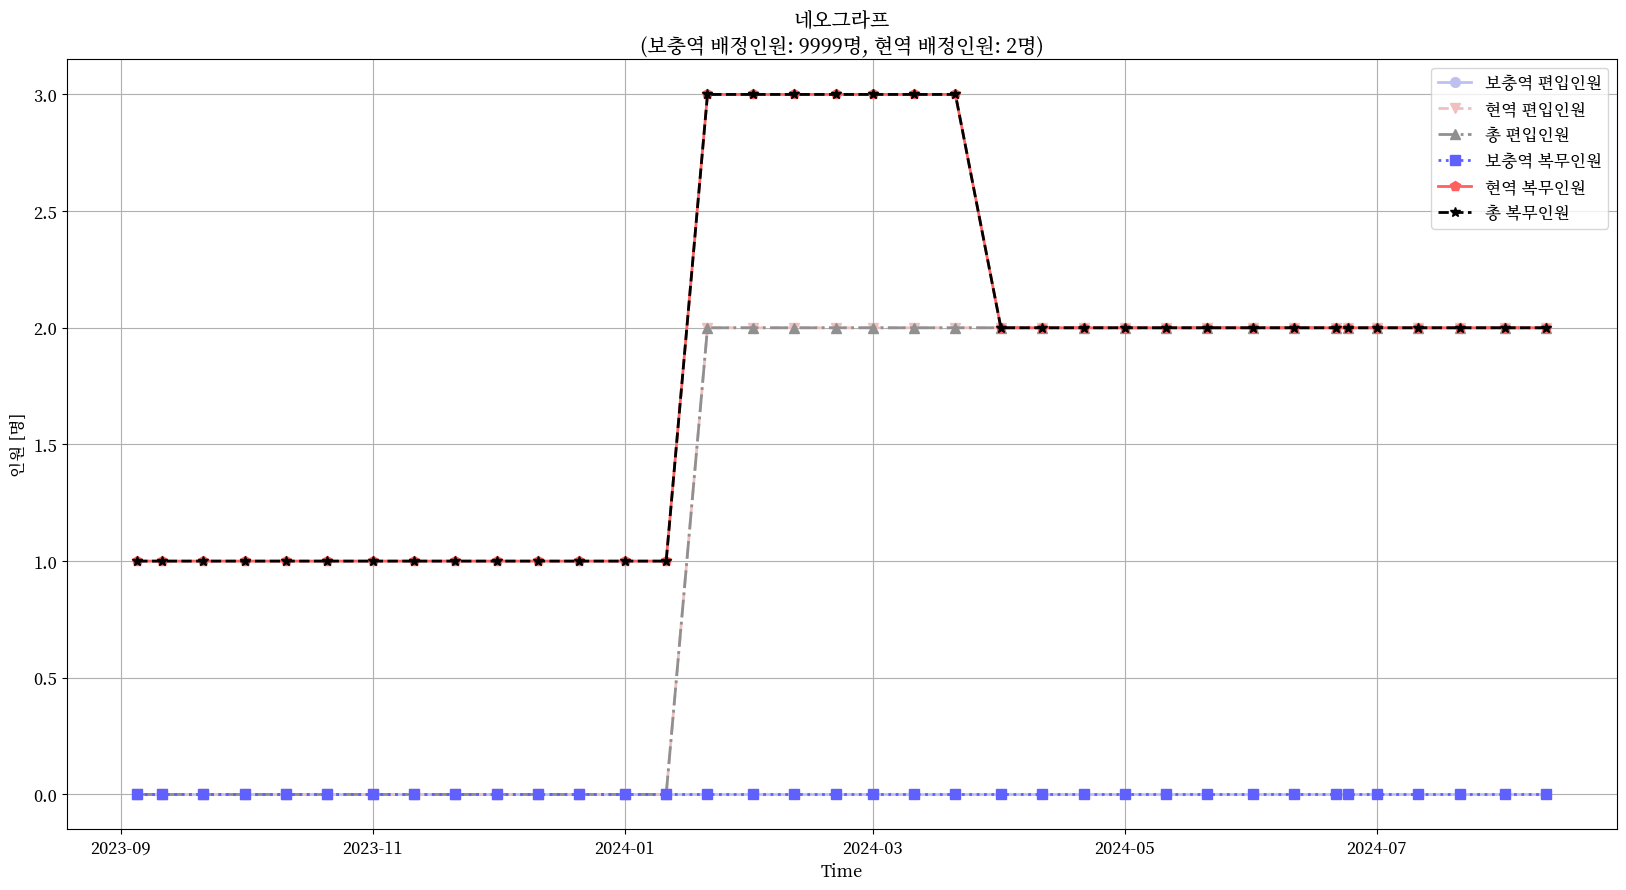 네오그래프
(보충역 배정인원: 9999명, 현역 배정인원: 2명)
보충역 편입인원
현역 편입인원
총 편입인원
보충역 복무인원
현역 복무인원
총 복무인원
인원 [명]
3.0
2.5
2.0
1.5
1.0
0.5
0.0
2023-09
2023-11
2024-01
2024-03
2024-05
2024-07
Time